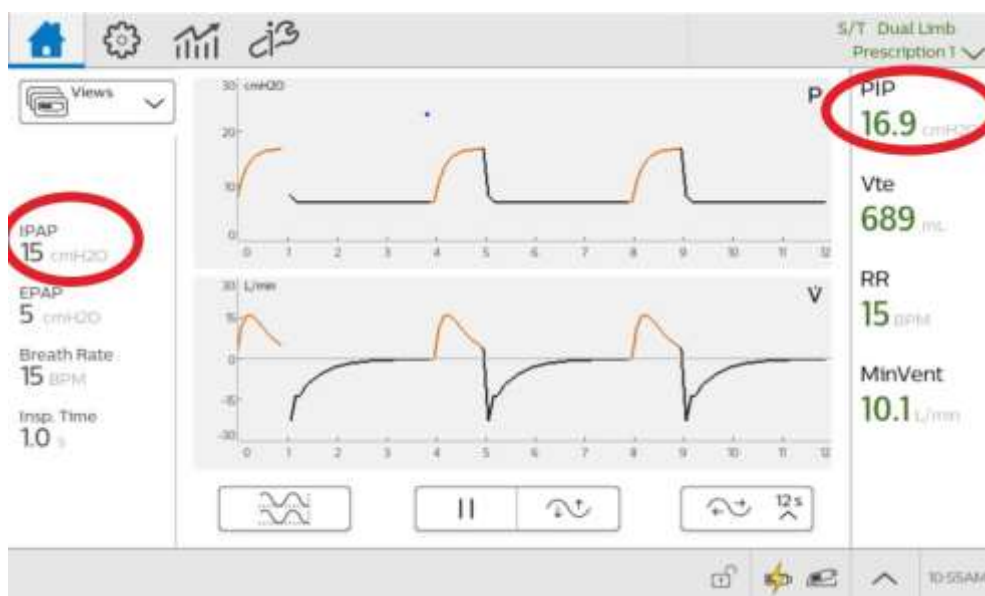 S/T Dual Limb
Prescription 1
Views
IPAP
15 cmH2O
EPAP
5 cmH2O
Breath Rate
15 BPM
Insp. Time
1.0 s
30 cmH2O
P
20
10
0
0 1 2 3 4 5 6 7 8 9 10 11 12
30 L/min
V̇
15
0
-15
-30
0 1 2 3 4 5 6 7 8 9 10 11 12
PIP
16.9 cmH2O
Vte
689 mL
RR
15 BPM
MinVent
10.1 L/min
12 s
10:55AM